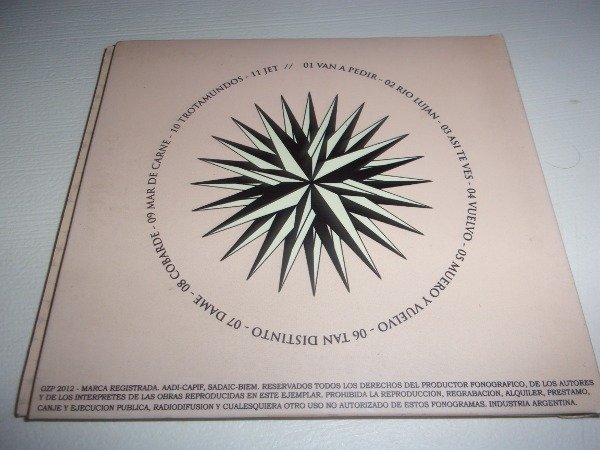 01 VAN A PEDIR - 02 RIO LUJAN - 03 ASI TE VES - 04 VUELVO - 05 MUERO Y VUELVO - 06 TAN DISTINTO - 07 DAME - 08 COBARDE - 09 MAR DE CARNE - 10 TROTAMUNDOS - 11 JET //
GZP 2012 - MARCA REGISTRADA. AADI-CAPIF, SADAIC-BIEM. RESERVADOS TODOS LOS DERECHOS DEL PRODUCTOR FONOGRAFICO, DE LOS AUTORES
Y DE LOS INTERPRETES DE LAS OBRAS REPRODUCIDAS EN ESTE EJEMPLAR. PROHIBIDA LA REPRODUCCION, REGRABACION, ALQUILER, PRESTAMO,
CANJE Y EJECUCION PUBLICA, RADIODIFUSION Y CUALESQUIERA OTRO USO NO AUTORIZADO DE ESTOS FONOGRAMAS. INDUSTRIA ARGENTINA.